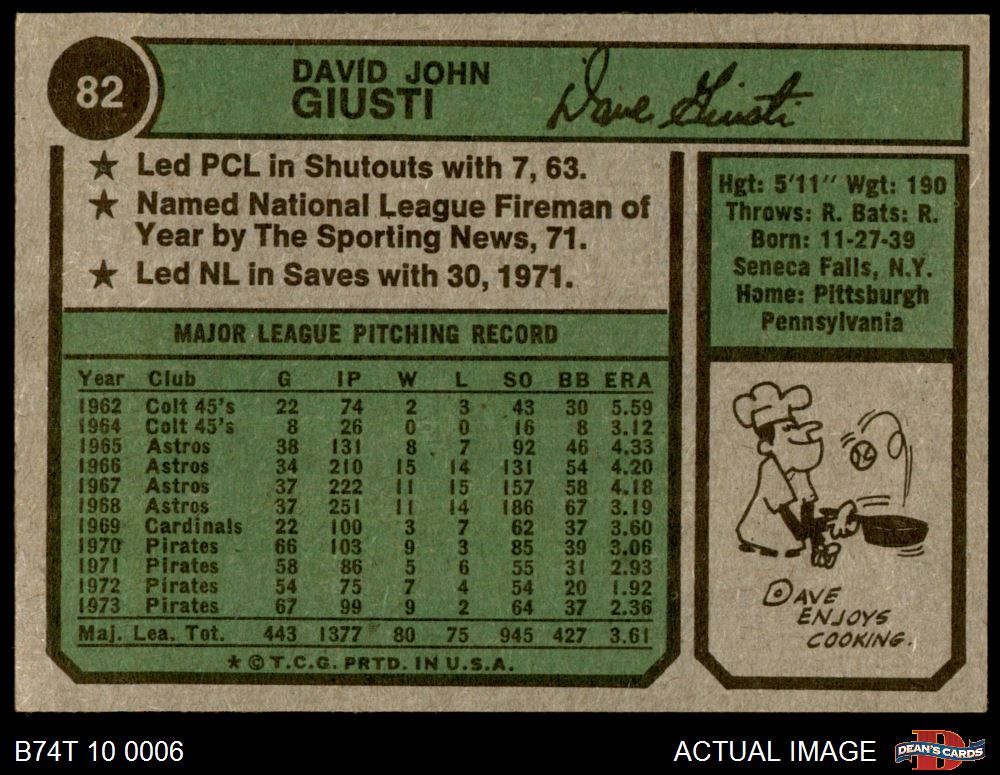 82
DAVID JOHN
GIUSTI
Dave Giusti
★ Led PCL in Shutouts with 7, 63.
★ Named National League Fireman of
Year by The Sporting News, 71.
★ Led NL in Saves with 30, 1971.
MAJOR LEAGUE PITCHING RECORD
Year Club G IP W L SO BB ERA
1962 Colt 45's 22 74 2 3 43 30 5.59
1964 Colt 45's 8 26 0 0 16 8 3.12
1965 Astros 38 131 8 7 92 46 4.33
1966 Astros 34 210 15 14 131 54 4.20
1967 Astros 37 222 11 15 157 58 4.18
1968 Astros 37 251 11 14 186 67 3.19
1969 Cardinals 22 100 3 7 62 37 3.60
1970 Pirates 66 103 9 3 85 39 3.06
1971 Pirates 58 86 5 6 55 31 2.93
1972 Pirates 54 75 7 4 54 20 1.92
1973 Pirates 67 99 9 2 64 37 2.36
Maj. Lea. Tot. 443 1377 80 75 945 427 3.61
★ © T.C.G. PRTD. IN U.S.A.
Hgt: 5'11" Wgt: 190
Throws: R. Bats: R.
Born: 11-27-39
Seneca Falls, N.Y.
Home: Pittsburgh
Pennsylvania
DAVE
ENJOYS
COOKING.
B74T 10 0006
ACTUAL IMAGE
D
DEAN'S CARDS